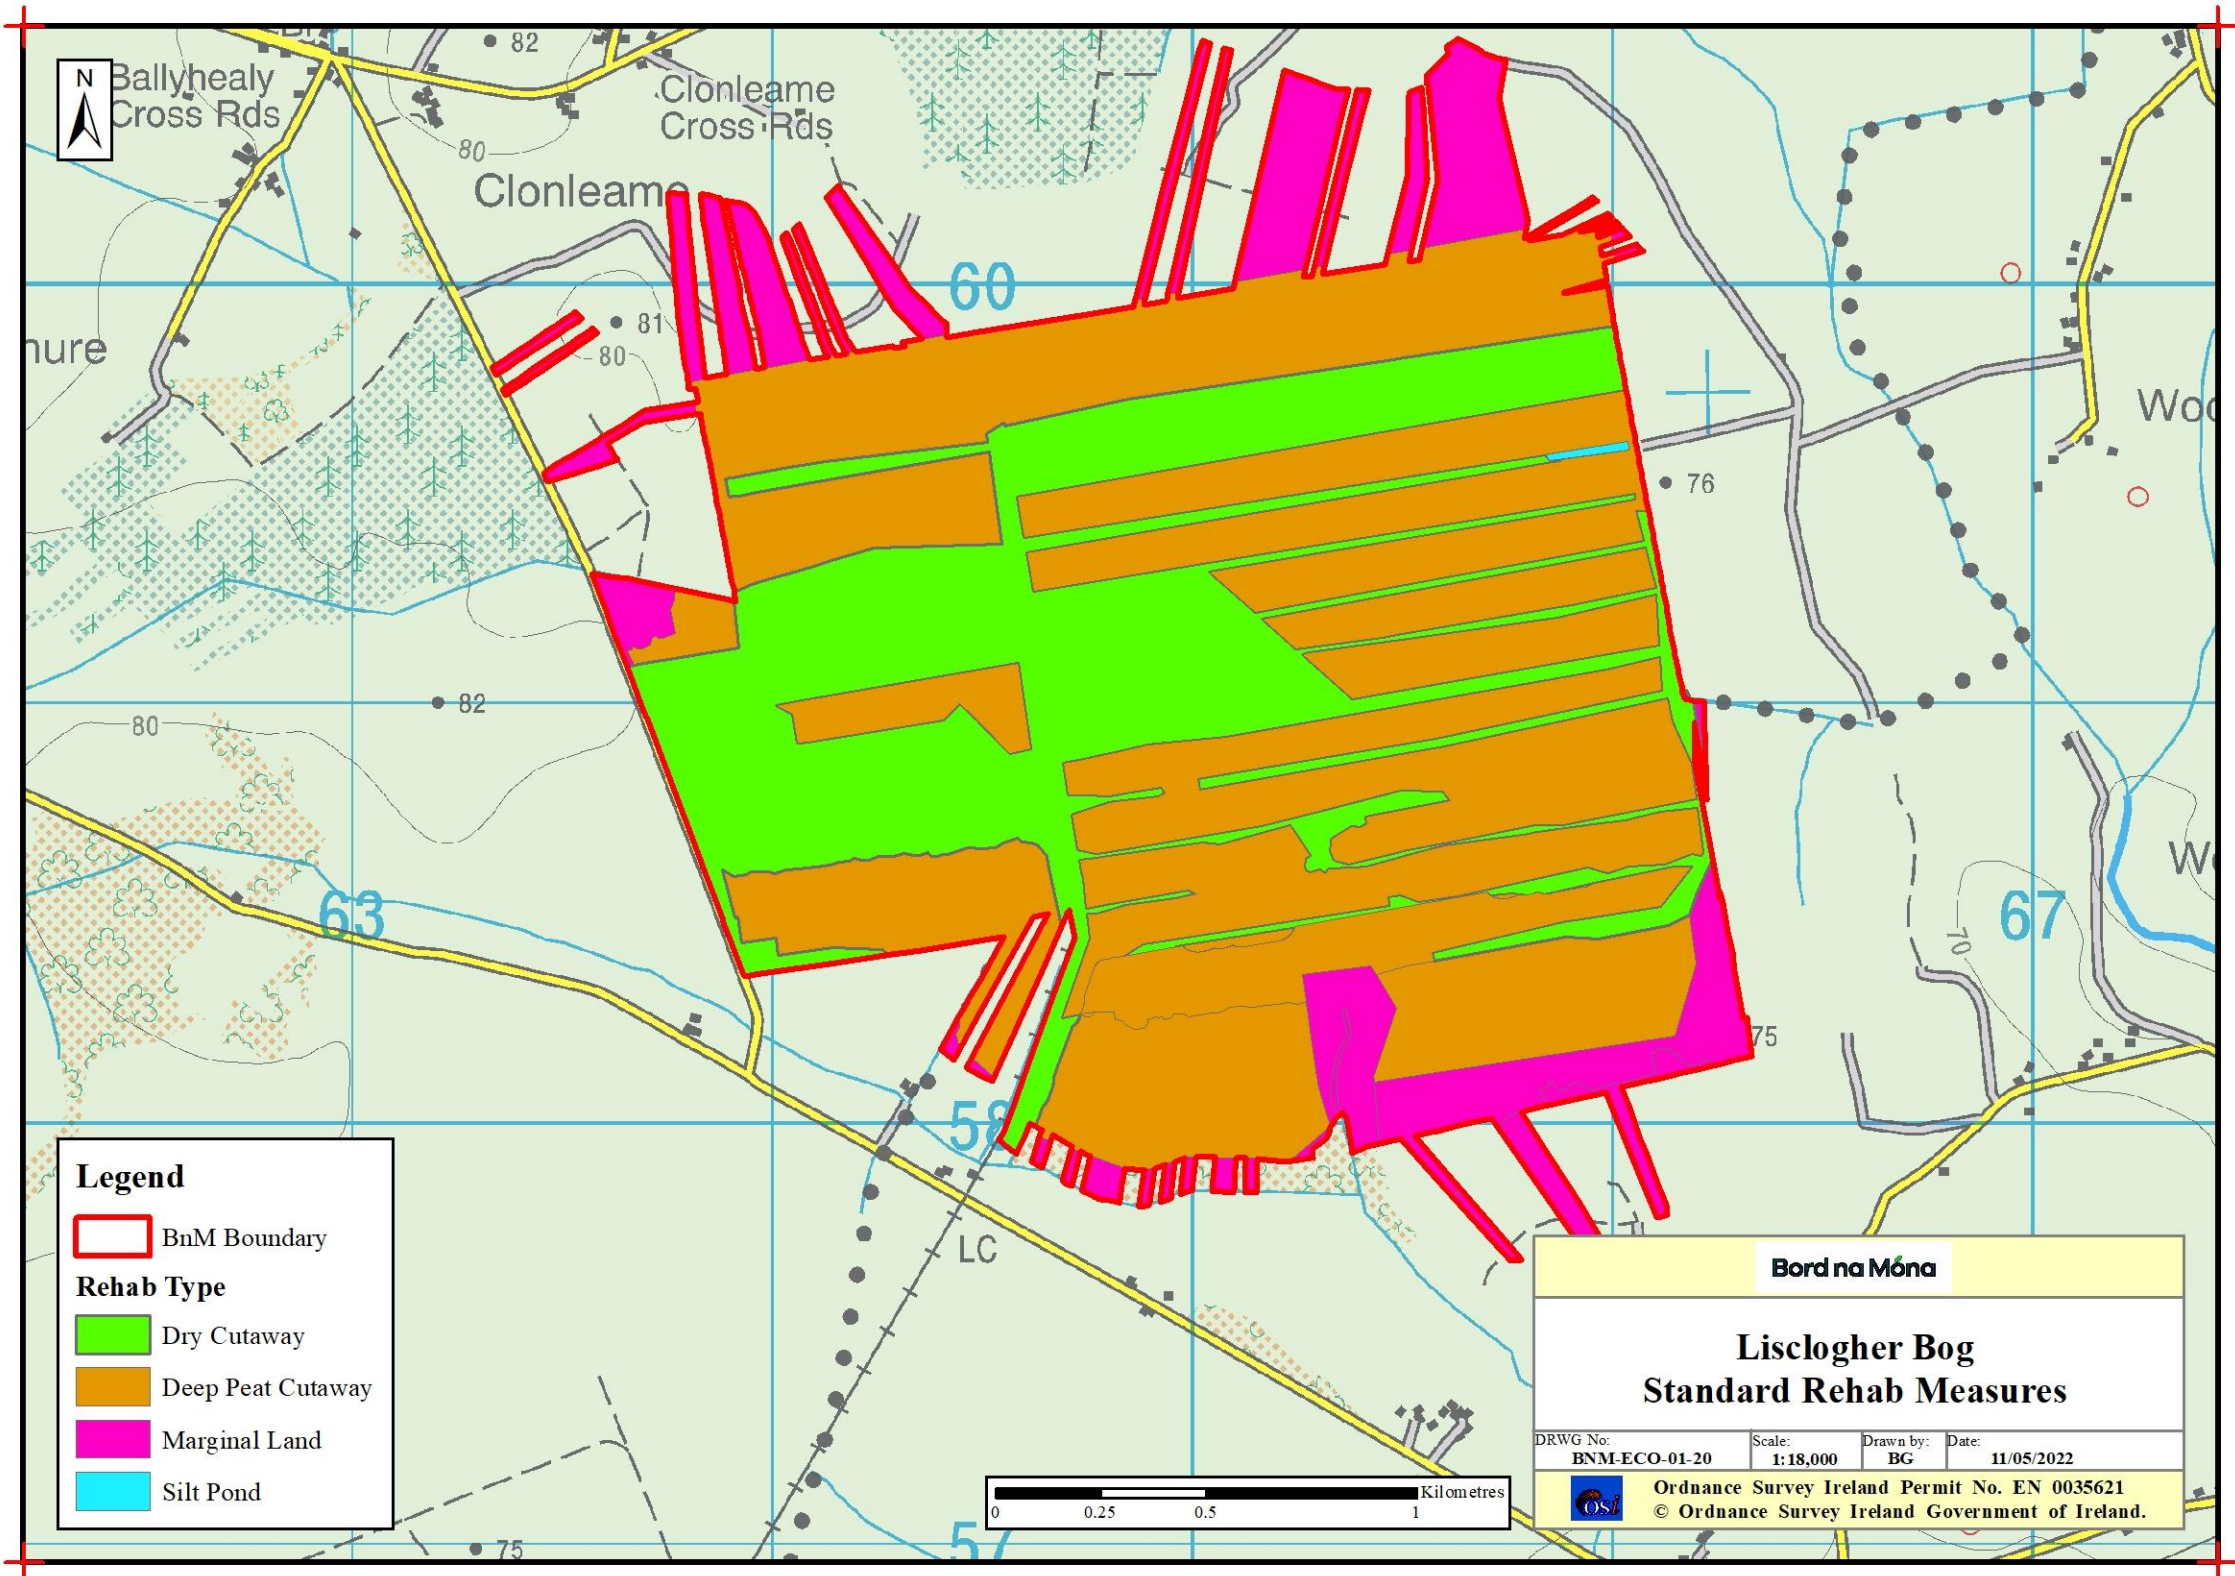 82
N
Ballyhealy
Cross Rds
Clonleame
Cross Rds
80
Clonleame
60
81
80
Woo
76
82
80
63
67
70
75
58
LC
57
75
Legend
BnM Boundary
Rehab Type
Dry Cutaway
Deep Peat Cutaway
Marginal Land
Silt Pond
Kilometres
0 0.25 0.5 1
Bord na Móna
Lisclogher Bog
Standard Rehab Measures
DRWG No: Scale: Drawn by: Date:
BNM-ECO-01-20 1:18,000 BG 11/05/2022
osi
Ordnance Survey Ireland Permit No. EN 0035621
© Ordnance Survey Ireland Government of Ireland.